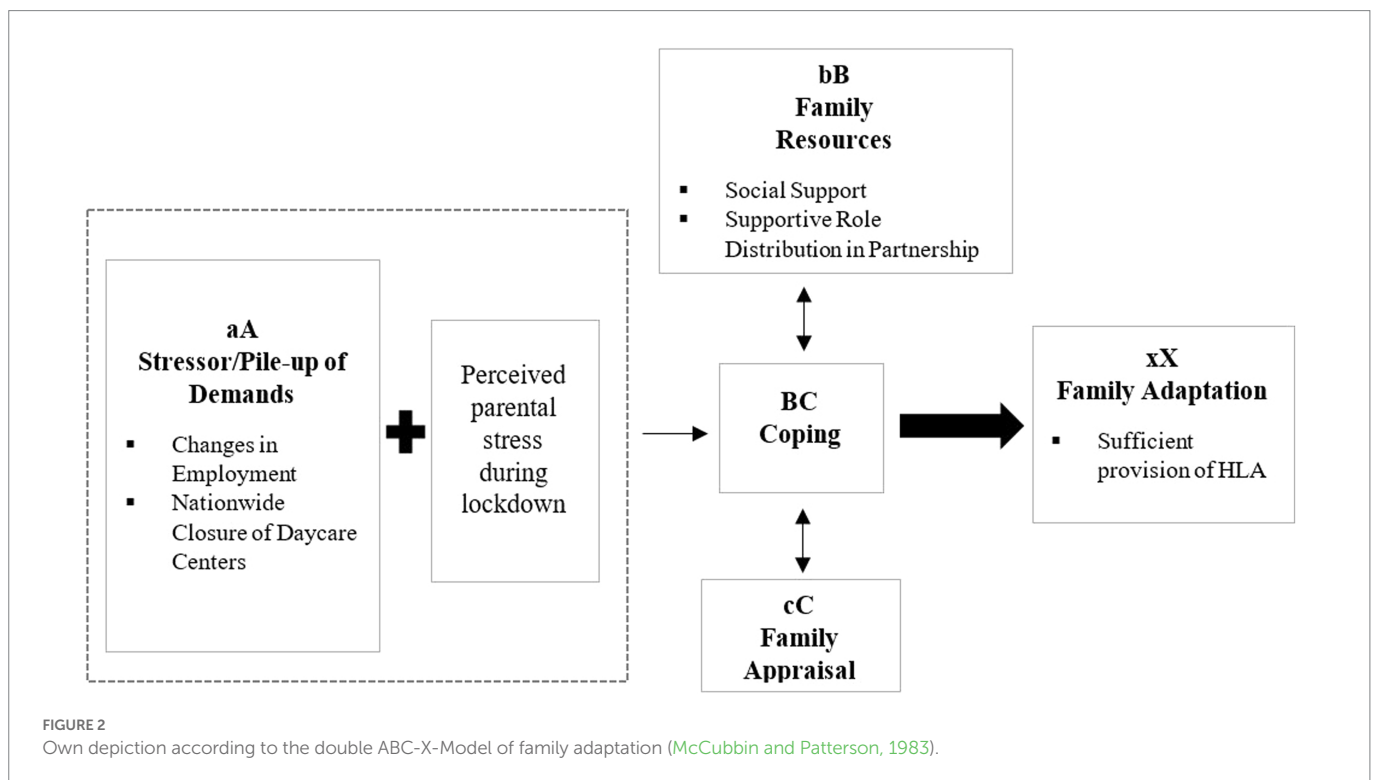 bB
Family
Resources
▪ Social Support
▪ Supportive Role
Distribution in Partnership
aA
Stressor/Pile-up of
Demands
▪ Changes in
Employment
▪ Nationwide
Closure of Daycare
Centers
Perceived
parental
stress
during
lockdown
BC
Coping
xX
Family Adaptation
▪ Sufficient
provision of HLA
cC
Family
Appraisal
FIGURE 2
Own depiction according to the double ABC-X-Model of family adaptation (McCubbin and Patterson, 1983).